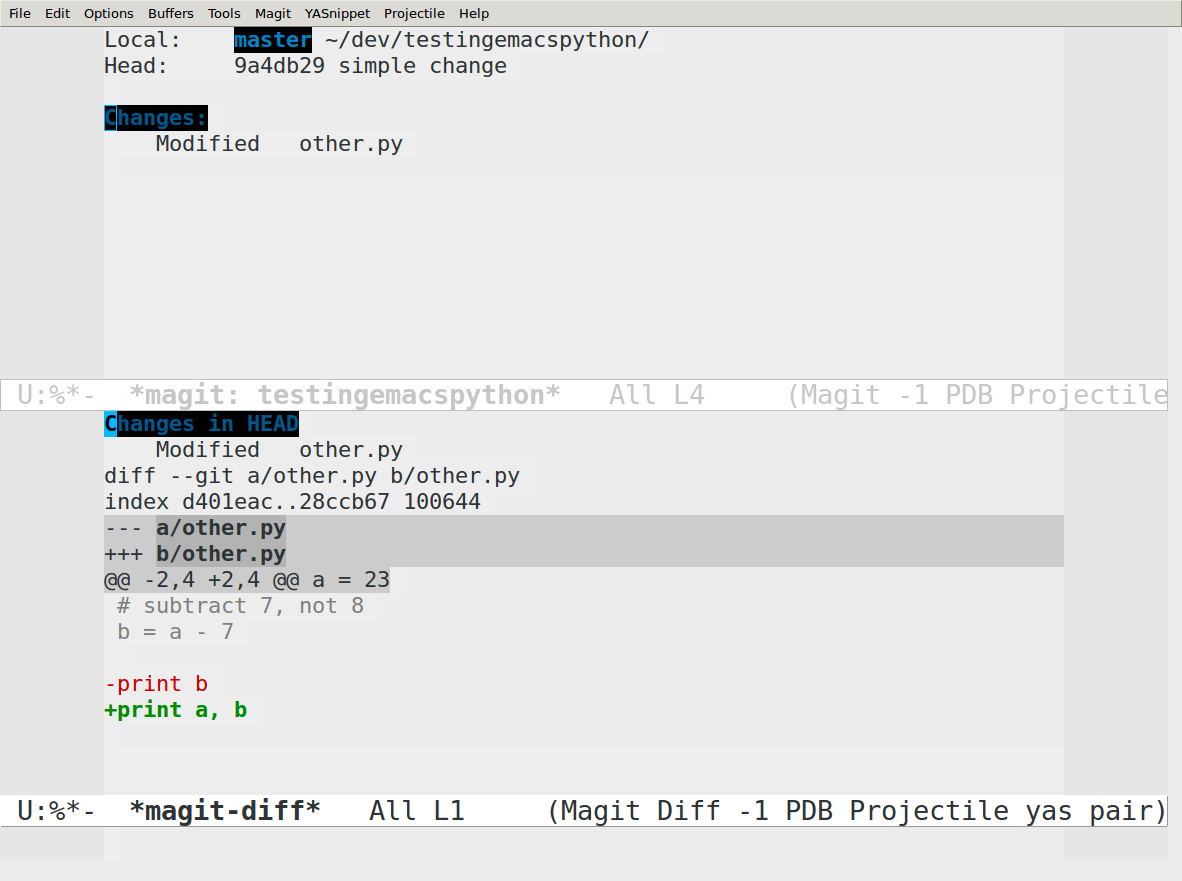 File Edit Options Buffers Tools Magit YASnippet Projectile Help
Local:    master ~/dev/testingemacspython/
Head:     9a4db29 simple change
Changes:
    Modified   other.py
U:%*-  *magit: testingemacspython*   All L4     (Magit -1 PDB Projectile
Changes in HEAD
    Modified   other.py
diff --git a/other.py b/other.py
index d401eac..28ccb67 100644
--- a/other.py
+++ b/other.py
@@ -2,4 +2,4 @@ a = 23
 # subtract 7, not 8
 b = a - 7
-print b
+print a, b
U:%*-  *magit-diff*   All L1     (Magit Diff -1 PDB Projectile yas pair)